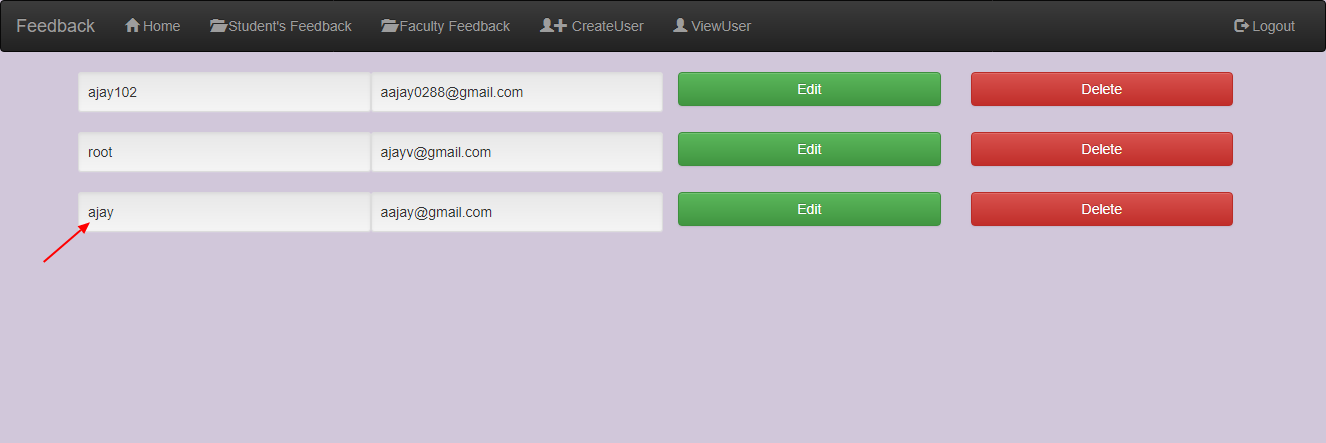 Feedback Home Student's Feedback Faculty Feedback CreateUser ViewUser Logout
ajay102 aajay0288@gmail.com Edit Delete
root ajayv@gmail.com Edit Delete
ajay aajay@gmail.com Edit Delete